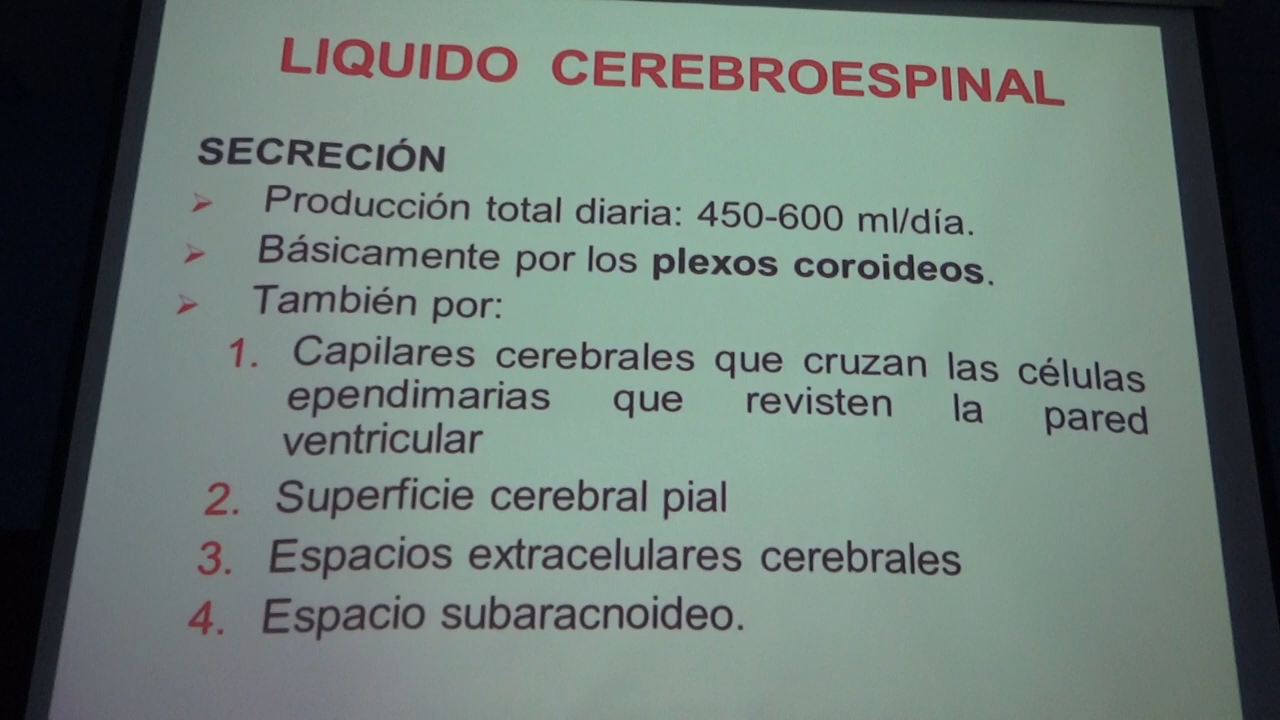 LIQUIDO CEREBROESPINAL
SECRECIÓN
➢ Producción total diaria: 450-600 ml/día.
➢ Básicamente por los plexos coroideos.
➢ También por:
1. Capilares cerebrales que cruzan las células
ependimarias que revisten la pared
ventricular
2. Superficie cerebral pial
3. Espacios extracelulares cerebrales
4. Espacio subaracnoideo.